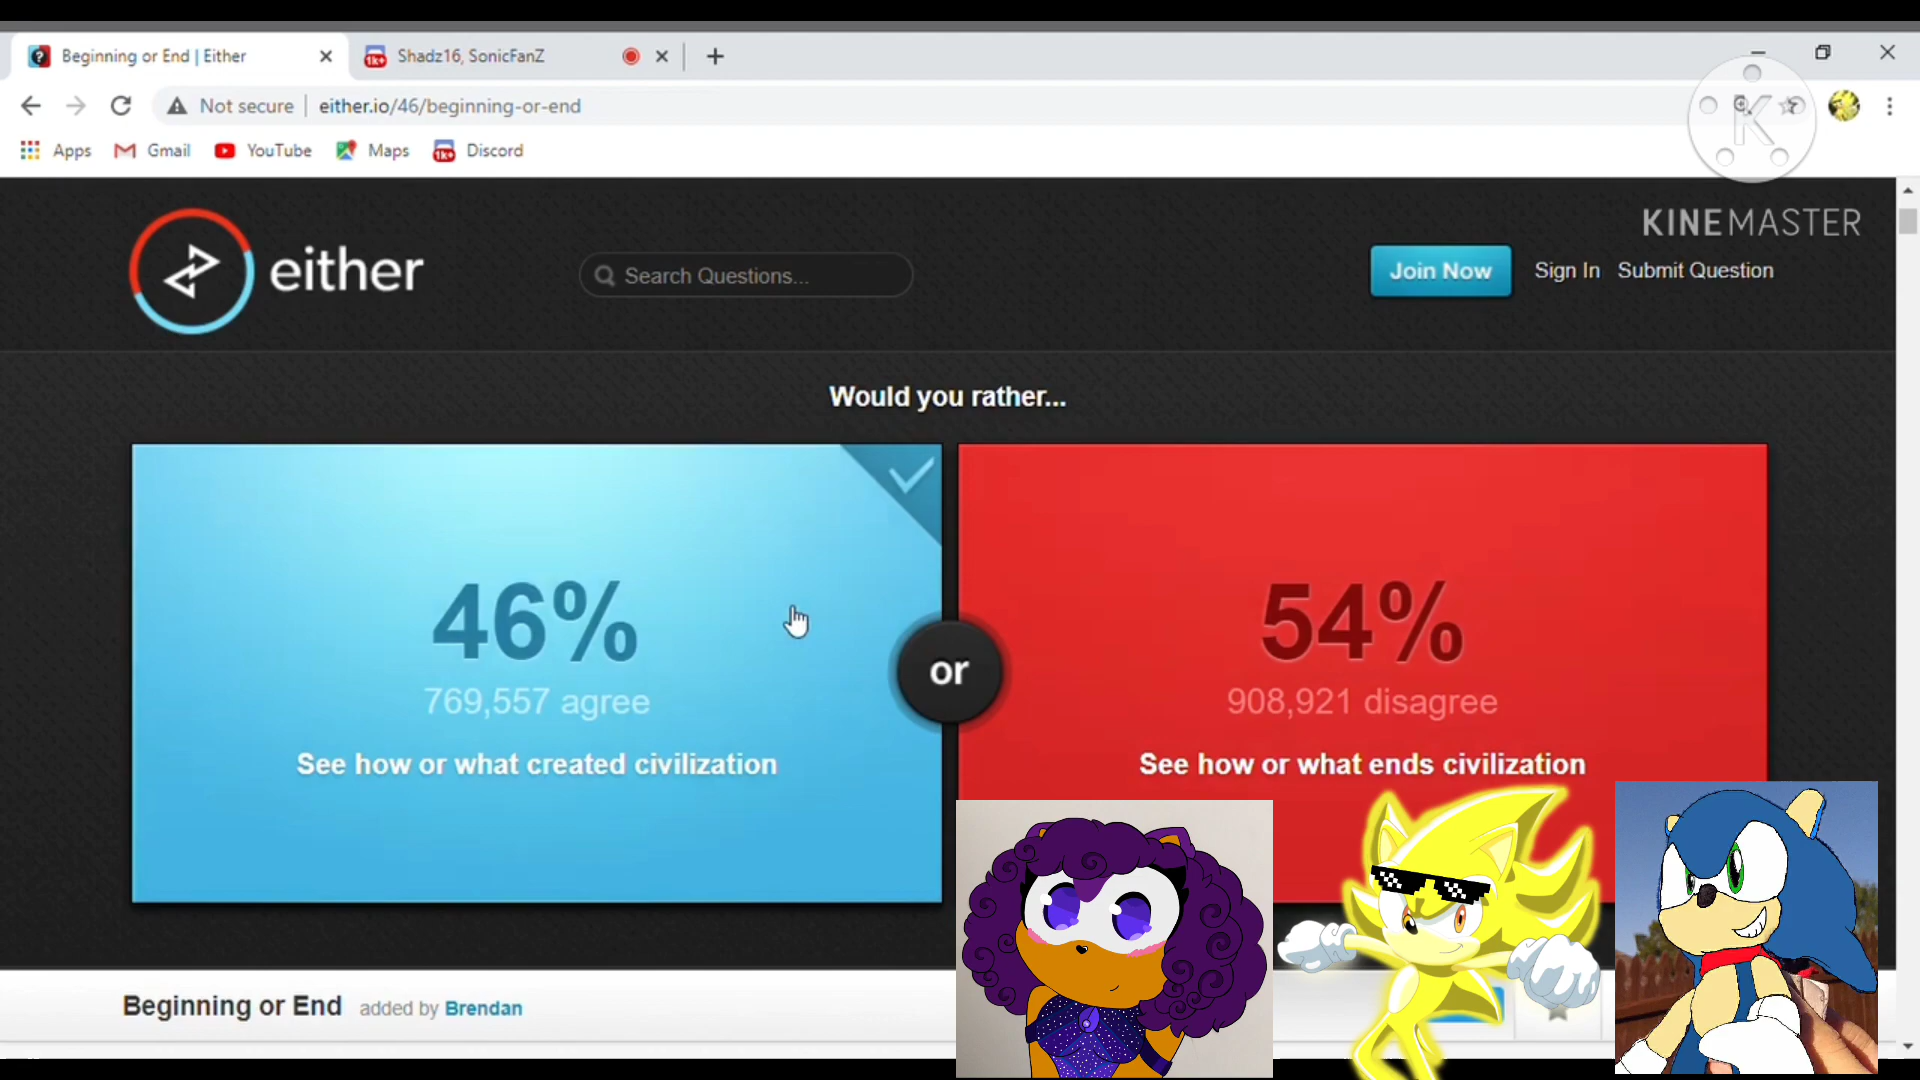 Beginning or End | Either
Shadz16, SonicFanZ
Not secure | either.io/46/beginning-or-end
Apps Gmail YouTube Maps 1k+ Discord
KINEMASTER
either
Search Questions...
Join Now Sign In Submit Question
Would you rather...
46%
769,557 agree
See how or what created civilization
or
54%
908,921 disagree
See how or what ends civilization
Beginning or End added by Brendan